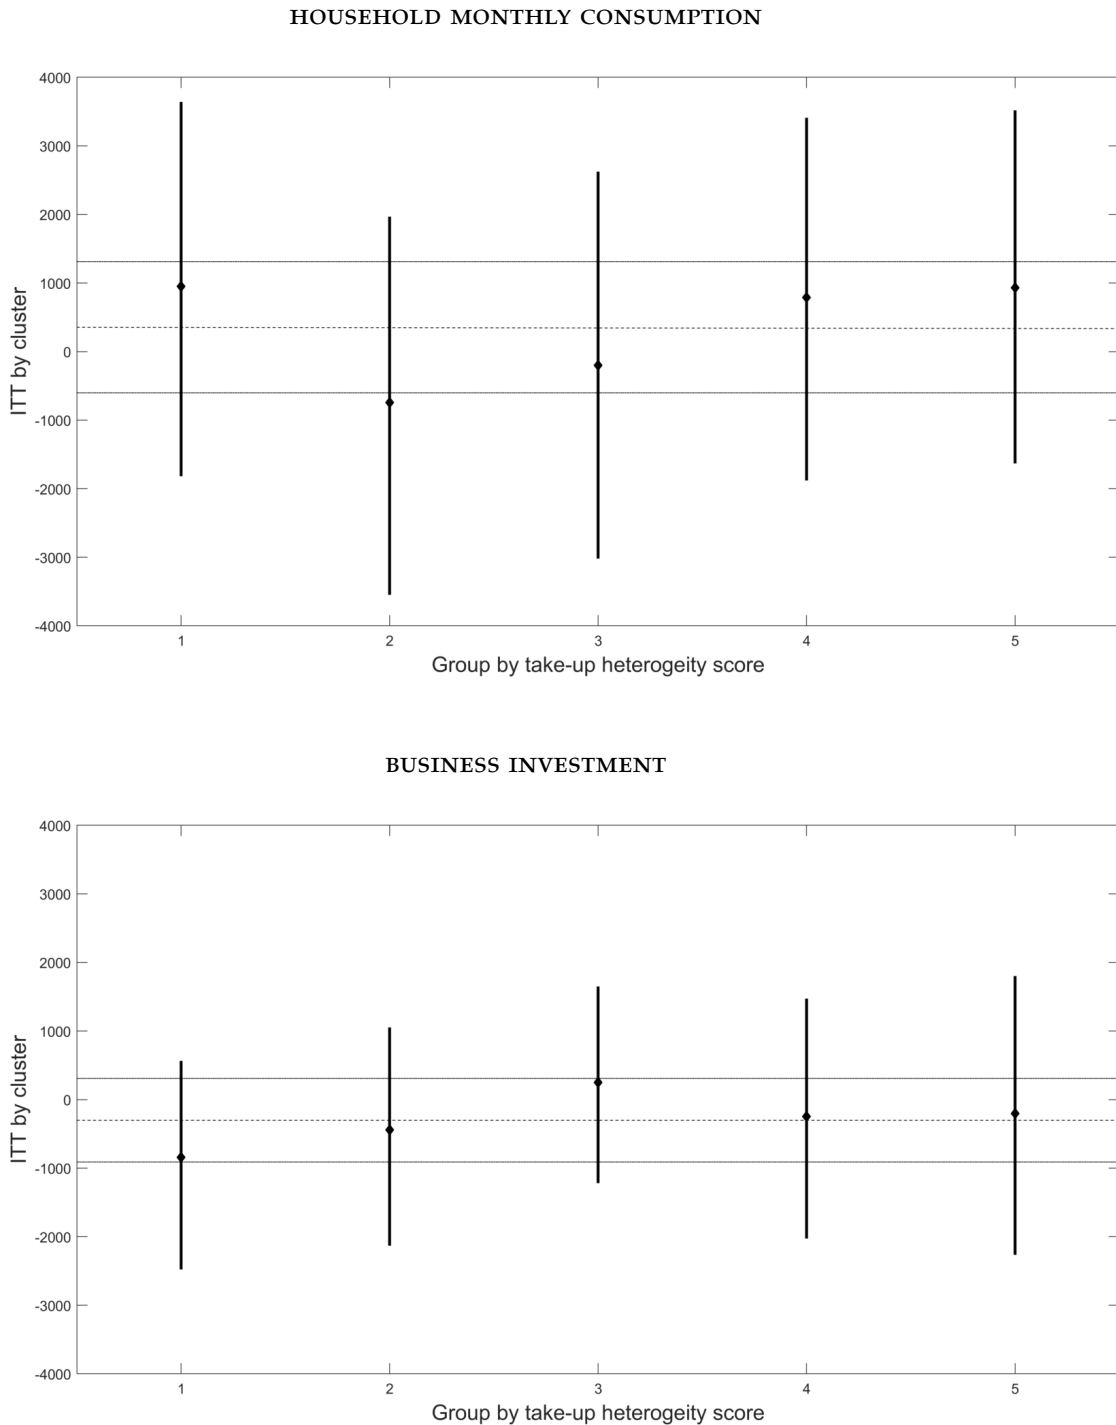 HOUSEHOLD MONTHLY CONSUMPTION
4000
3000
2000
1000
0
-1000
-2000
-3000
-4000
ITT by cluster
1 2 3 4 5
Group by take-up heterogeity score
BUSINESS INVESTMENT
4000
3000
2000
1000
0
-1000
-2000
-3000
-4000
ITT by cluster
1 2 3 4 5
Group by take-up heterogeity score